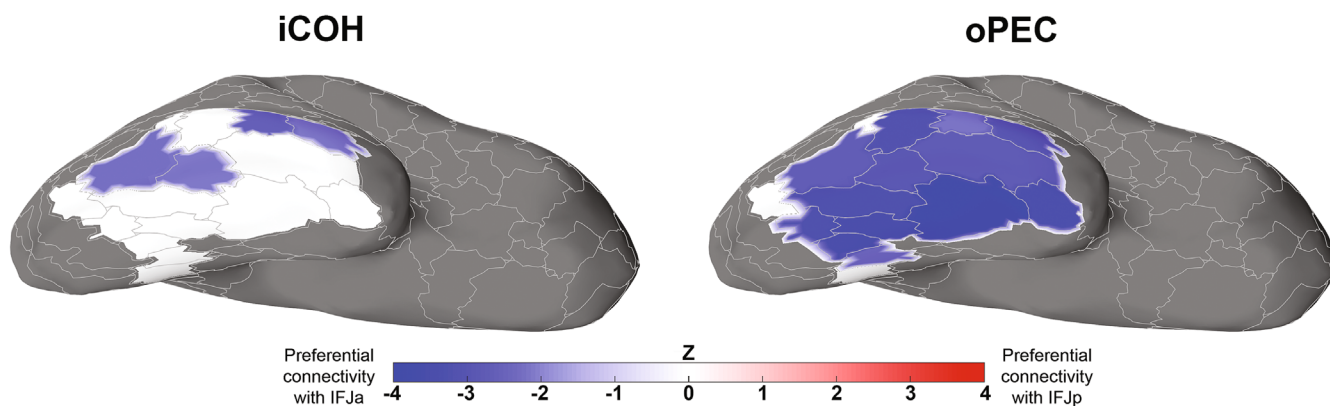 iCOH
oPEC
Preferential
connectivity
with IFJa
Z
-4 -3 -2 -1 0 1 2 3 4
Preferential
connectivity
with IFJp